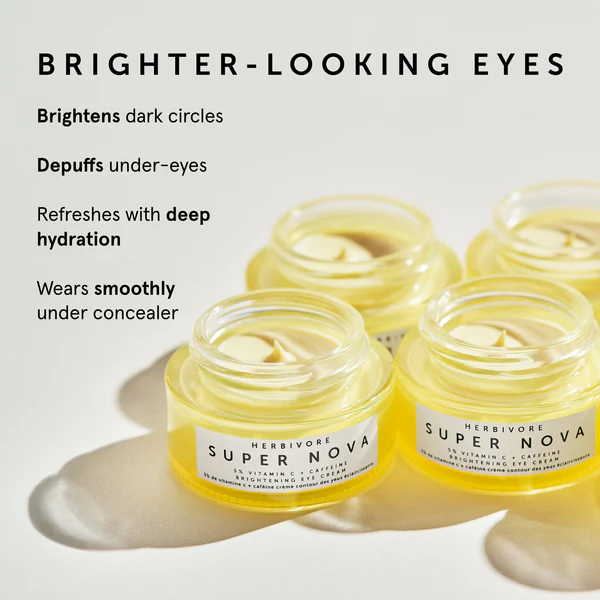 BRIGHTER-LOOKING EYES
Brightens dark circles
Depuffs under-eyes
Refreshes with deep
hydration
Wears smoothly
under concealer
HERBIVORE
SUPER NOVA
5% VITAMIN C + CAFFEINE
BRIGHTENING EYE CREAM
5% de vitamine c + caféine crème contour des yeux éclaircissante
HERBIVORE
SUPER NOVA
5% VITAMIN C + CAFFEINE
BRIGHTENING EYE CREAM
5% de vitamine c + caféine crème contour des yeux éclaircissante